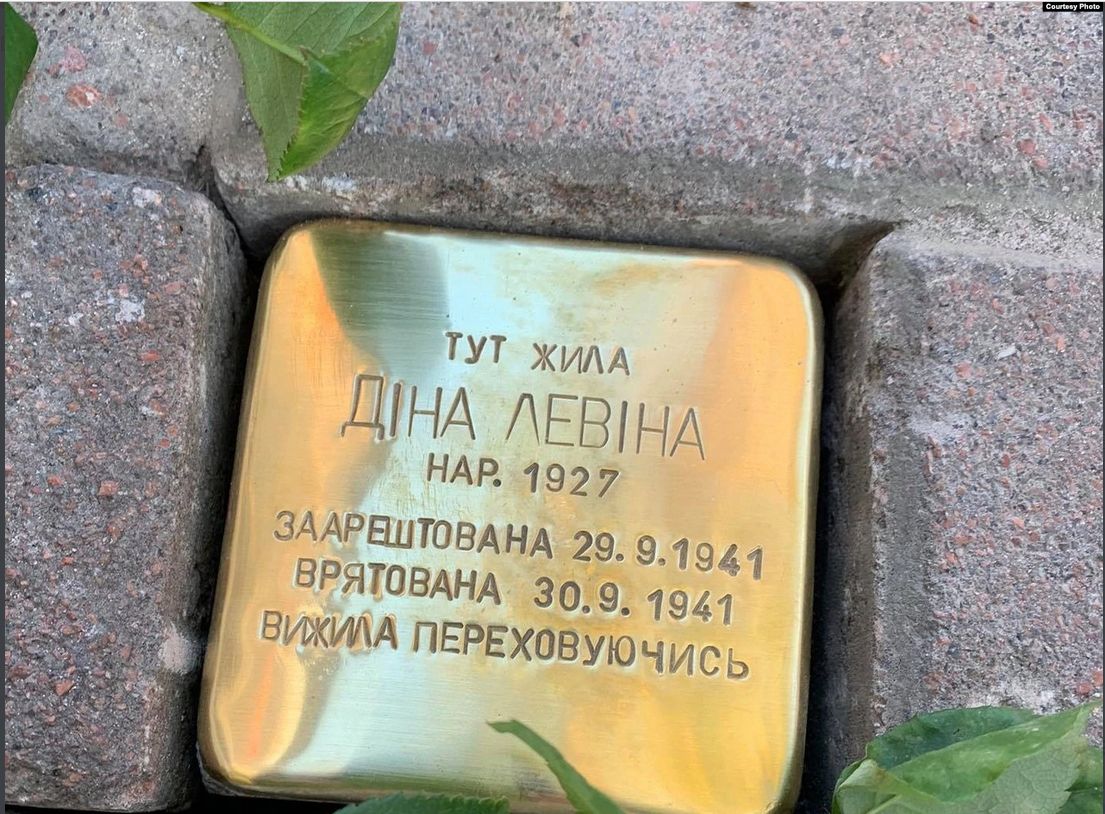 Courtesy Photo
ТУТ ЖИЛА
ДІНА ЛЕВІНА
НАР. 1927
ЗААРЕШТОВАНА 29.9.1941
ВРЯТОВАНА 30.9.1941
ВИЖИЛА ПЕРЕХОВУЮЧИСЬ